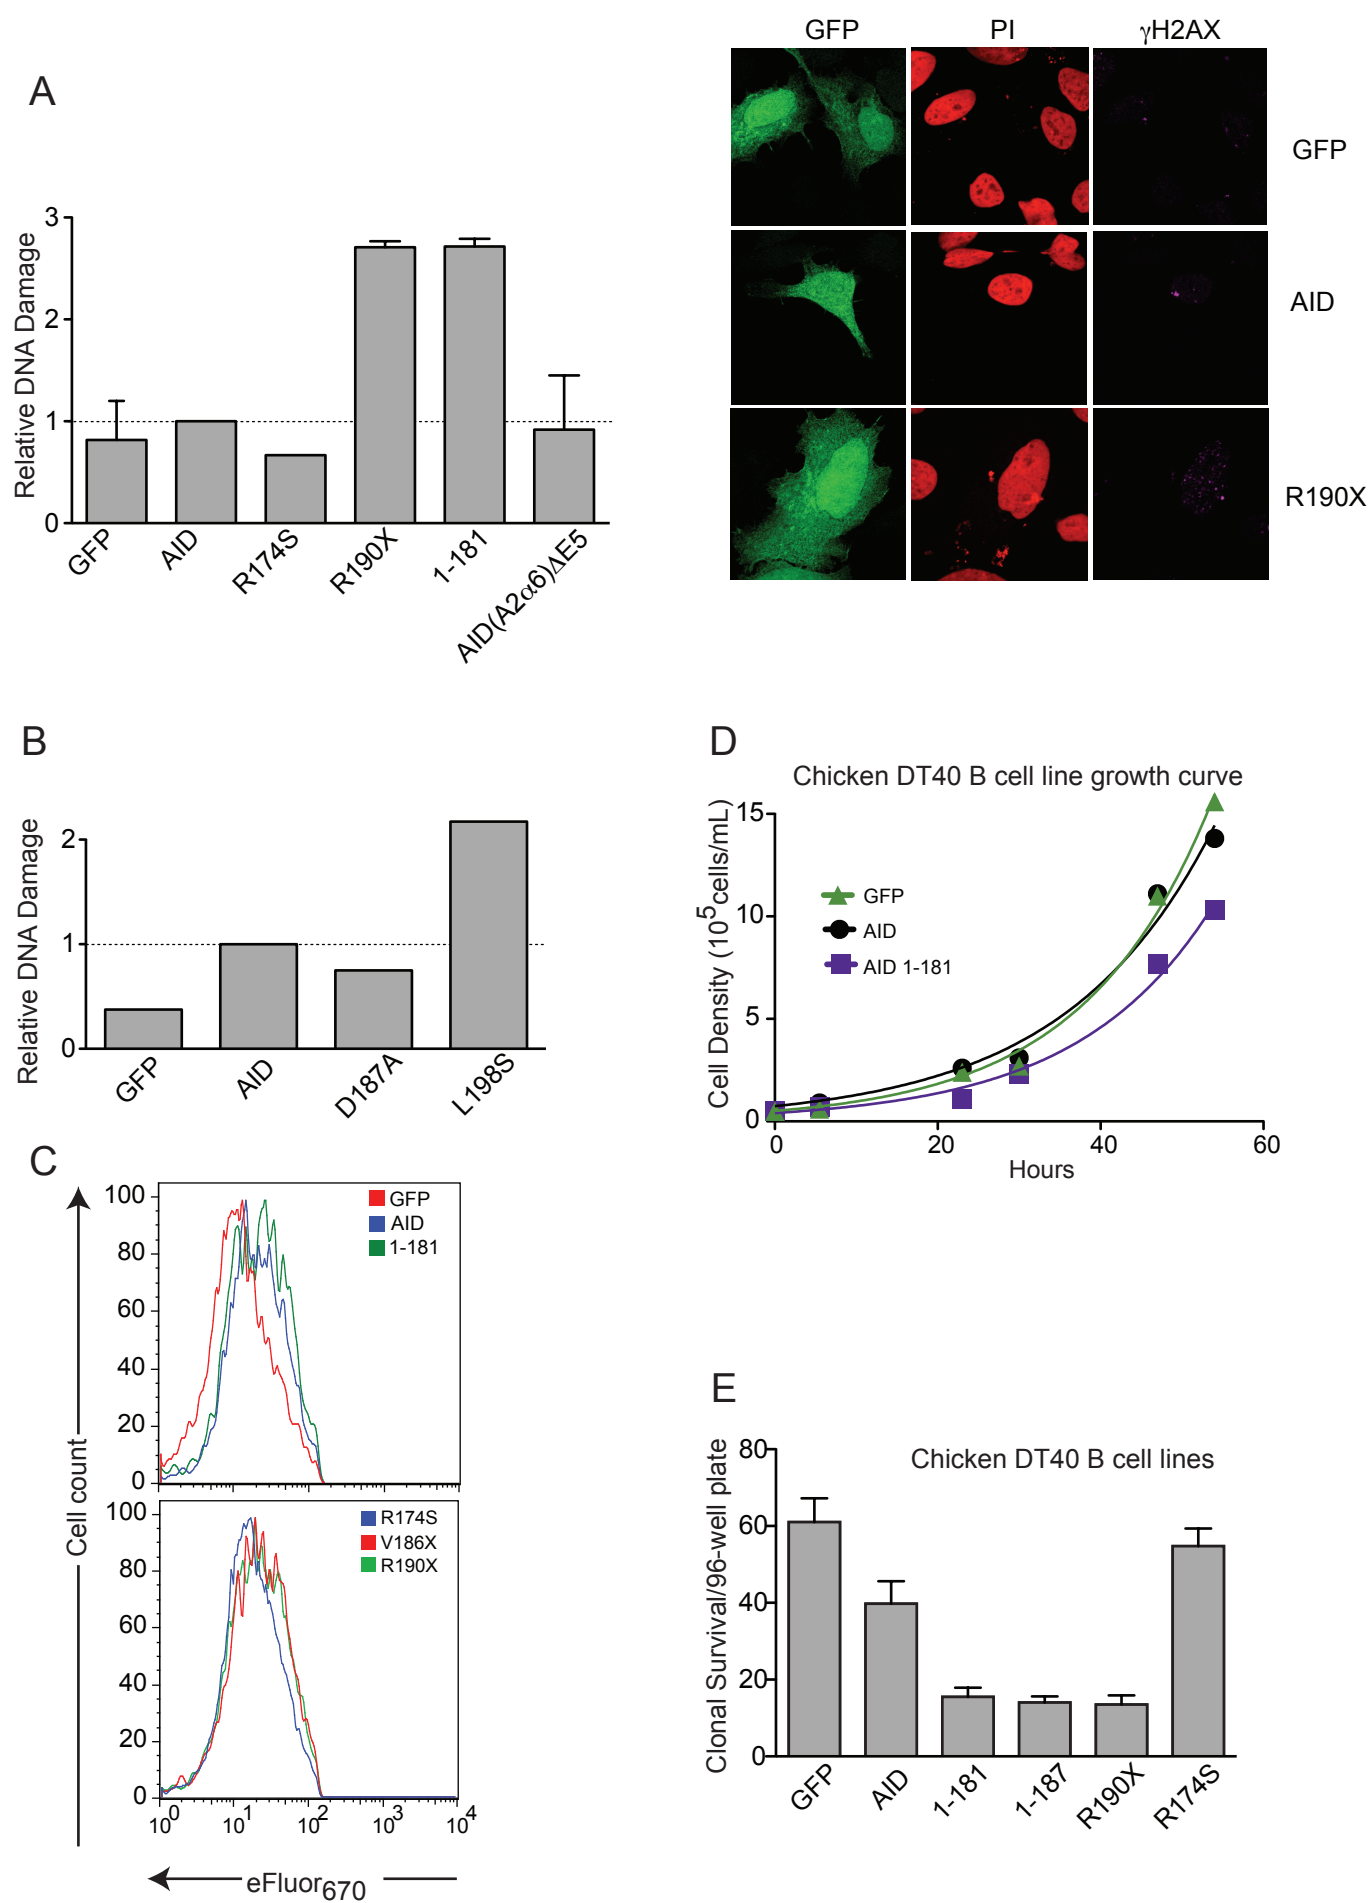 A
Relative DNA Damage
3
2
1
0
GFP
AID
R174S
R190X
1-181
AID(A2α6)ΔE5
GFP
PI
γH2AX
GFP
AID
R190X
B
Relative DNA Damage
2
1
0
GFP
AID
D187A
L198S
C
Cell count
100
80
60
40
20
0
GFP
AID
1-181
100
80
60
40
20
0
R174S
V186X
R190X
10^0
10^1
10^2
10^3
10^4
eFluor670
D
Chicken DT40 B cell line growth curve
Cell Density (10^5 cells/mL)
15
10
5
0
GFP
AID
AID 1-181
0
20
40
60
Hours
E
Chicken DT40 B cell lines
Clonal Survival/96-well plate
80
60
40
20
0
GFP
AID
1-181
1-187
R190X
R174S